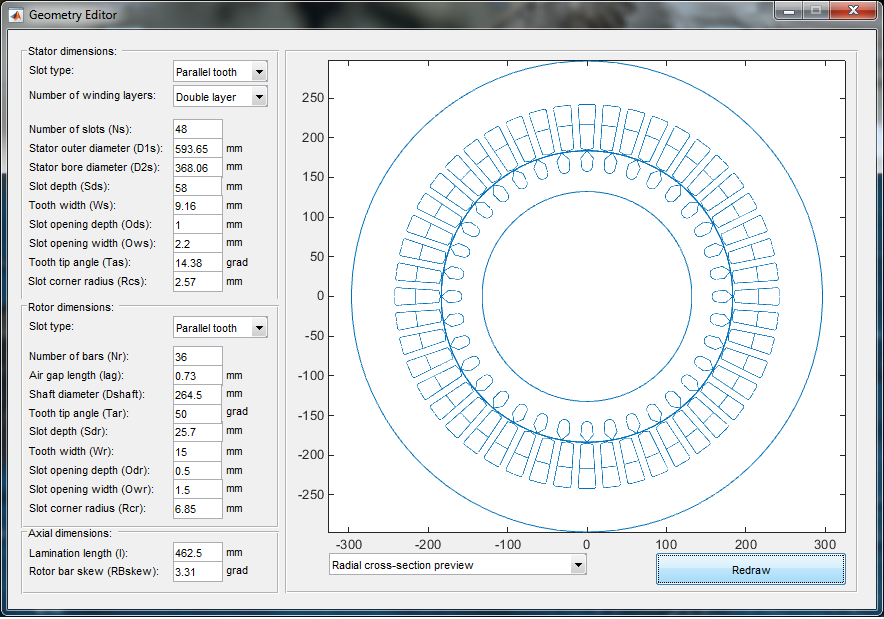 Geometry Editor
Stator dimensions:
Slot type: Parallel tooth
Number of winding layers: Double layer
Number of slots (Ns): 48
Stator outer diameter (D1s): 593.65 mm
Stator bore diameter (D2s): 368.06 mm
Slot depth (Sds): 58 mm
Tooth width (Ws): 9.16 mm
Slot opening depth (Ods): 1 mm
Slot opening width (Ows): 2.2 mm
Tooth tip angle (Tas): 14.38 grad
Slot corner radius (Rcs): 2.57 mm
Rotor dimensions:
Slot type: Parallel tooth
Number of bars (Nr): 36
Air gap length (lag): 0.73 mm
Shaft diameter (Dshaft): 264.5 mm
Tooth tip angle (Tar): 50 grad
Slot depth (Sdr): 25.7 mm
Tooth width (Wr): 15 mm
Slot opening depth (Odr): 0.5 mm
Slot opening width (Owr): 1.5 mm
Slot corner radius (Rcr): 6.85 mm
Axial dimensions:
Lamination length (l): 462.5 mm
Rotor bar skew (RBskew): 3.31 grad
250
200
150
100
50
0
-50
-100
-150
-200
-250
-300 -200 -100 0 100 200 300
Radial cross-section preview
Redraw